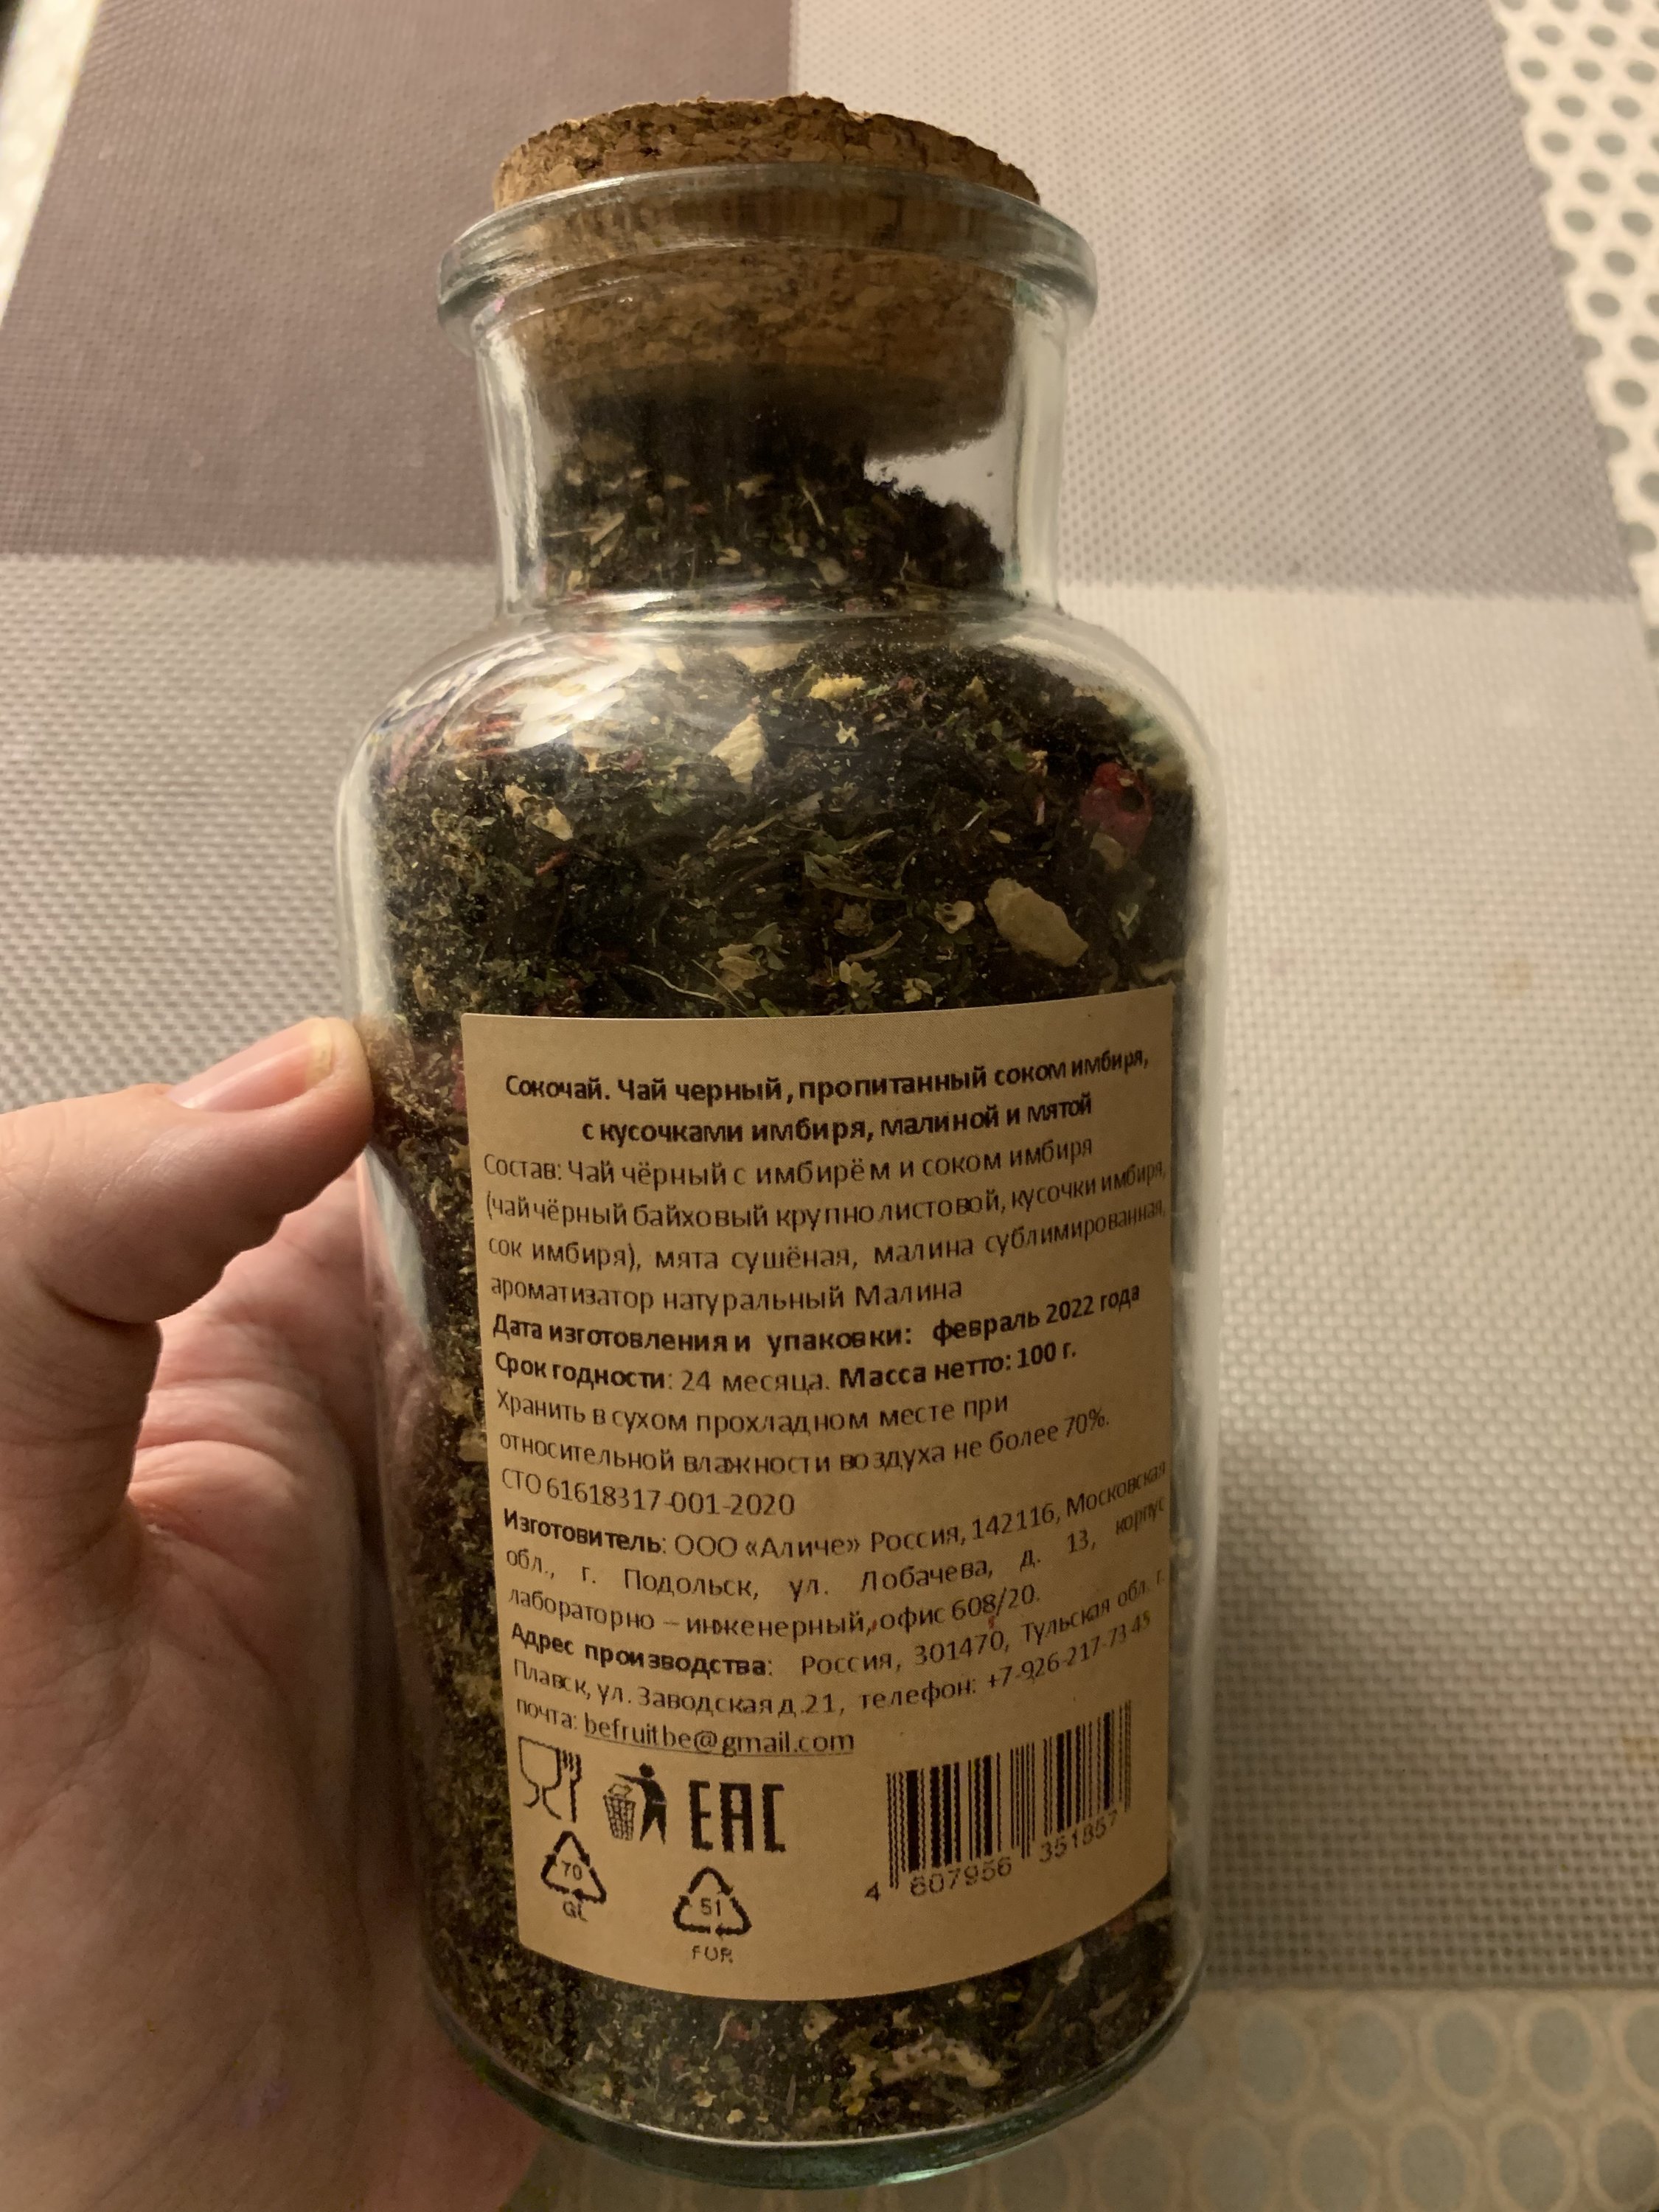 Сокочай. Чай черный, пропитанный соком имбиря,
с кусочками имбиря, малиной и мятой
Состав: Чай чёрный с имбирём и соком имбиря
(чай чёрный байховый крупнолистовой, кусочки имбиря,
сок имбиря), мята сушёная, малина сублимированная,
ароматизатор натуральный Малина
Дата изготовления и упаковки: февраль 2022 года
Срок годности: 24 месяца. Масса нетто: 100 г.
Хранить в сухом прохладном месте при
относительной влажности воздуха не более 70%.
СТО 61618317-001-2020
Изготовитель: ООО «Аличе» Россия, 142116, Московская
обл., г. Подольск, ул. Лобачева, д. 13, корпус
лабораторно – инженерный, офис 608/20.
Адрес производства: Россия, 301470, Тульская обл. г.
Плавск, ул. Заводская д.21, телефон: +7-926-217-73-45
почта: befruitbe@gmail.com
EAC
4 607956 351857
70
GL
51
FOR